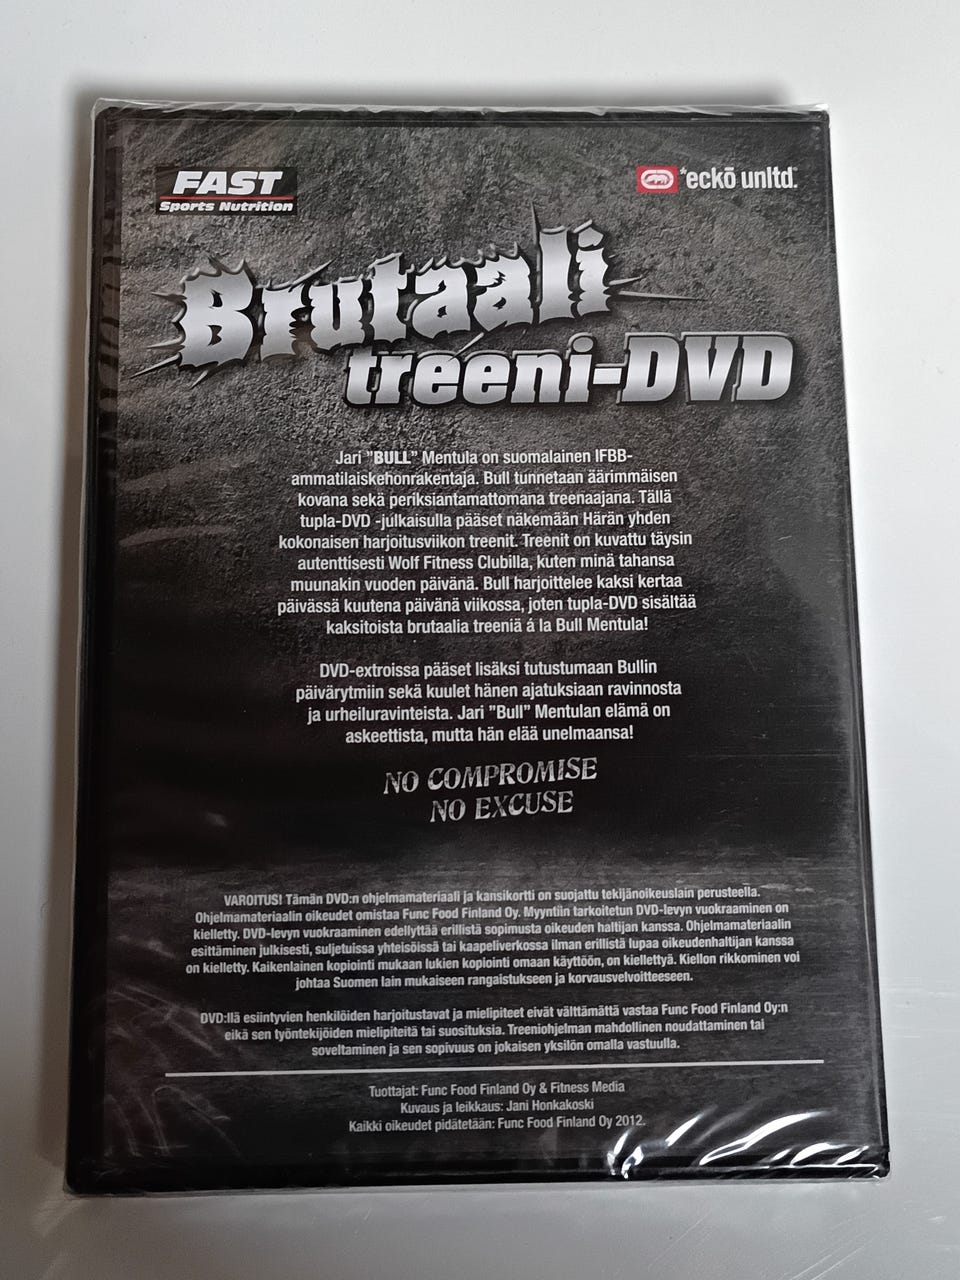 FAST
Sports Nutrition
*eckō unltd.
Brutaali
treeni-DVD
Jari "BULL" Mentula on suomalainen IFBB-
ammatilaiskehonrakentaja. Bull tunnetaan äärimmäisen
kovana sekä periksiantamattomana treenaajana. Tällä
tupla-DVD -julkaisulla pääset näkemään Härän yhden
kokonaisen harjoitusviikon treenit. Treenit on kuvattu täysin
autenttisesti Wolf Fitness Clubilla, kuten minä tahansa
muunakin vuoden päivänä. Bull harjoittelee kaksi kertaa
päivässä kuutena päivänä viikossa, joten tupla-DVD sisältää
kaksitoista brutaalia treeniä á la Bull Mentula!
DVD-extroissa pääset lisäksi tutustumaan Bullin
päivärytmiin sekä kuulet hänen ajatuksiaan ravinnosta
ja urheiluravinteista. Jari "Bull" Mentulan elämä on
askeettista, mutta hän elää unelmaansa!
NO COMPROMISE
NO EXCUSE
VAROITUS! Tämän DVD:n ohjelmamateriaali ja kansikortti on suojattu tekijänoikeuslain perusteella.
Ohjelmamateriaalin oikeudet omistaa Func Food Finland Oy. Myyntiin tarkoitetun DVD-levyn vuokraaminen on
kielletty. DVD-levyn vuokraaminen edellyttää erillistä sopimusta oikeuden haltijan kanssa. Ohjelmamateriaalin
esittäminen julkisesti, suljetuissa yhteisöissä tai kaapeliverkossa ilman erillistä lupaa oikeudenhaltijan kanssa
on kielletty. Kaikenlainen kopiointi mukaan lukien kopiointi omaan käyttöön, on kiellettyä. Kiellon rikkominen voi
johtaa Suomen lain mukaiseen rangaistukseen ja korvausvelvoitteeseen.
DVD:llä esiintyvien henkilöiden harjoitustavat ja mielipiteet eivät välttämättä vastaa Func Food Finland Oy:n
eikä sen työntekijöiden mielipiteitä tai suosituksia. Treeniohjelman mahdollinen noudattaminen tai
soveltaminen ja sen sopivuus on jokaisen yksilön omalla vastuulla.
Tuottajat: Func Food Finland Oy & Fitness Media
Kuvaus ja leikkaus: Jani Honkakoski
Kaikki oikeudet pidätetään: Func Food Finland Oy 2012.